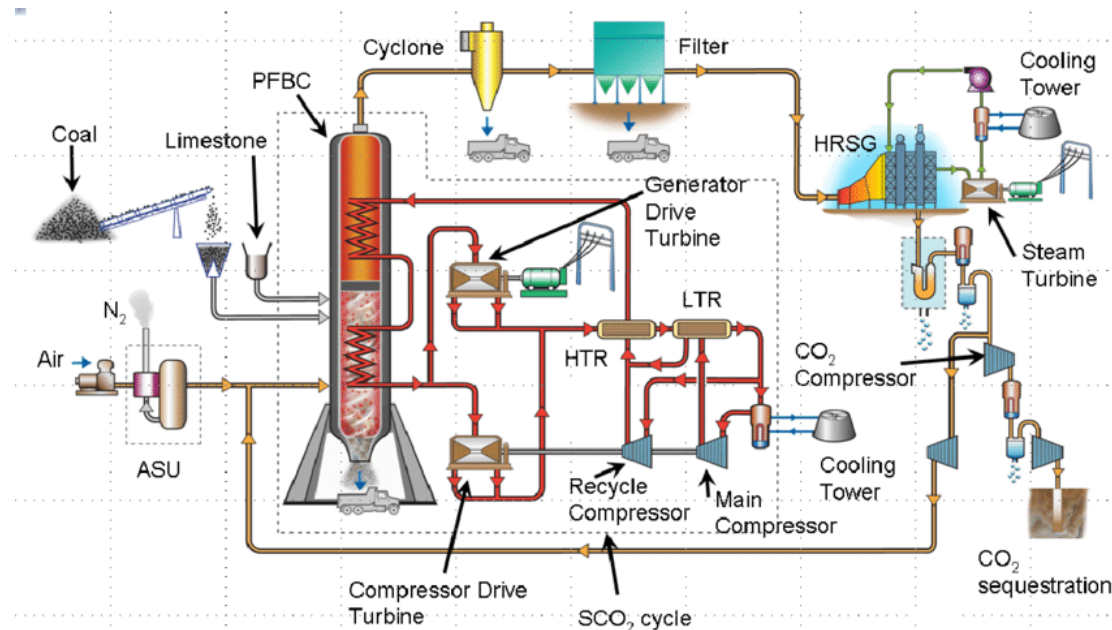 Cyclone
Filter
Cooling
Tower
PFBC
Coal
Limestone
HRSG
Generator
Drive
Turbine
Steam
Turbine
N₂
LTR
Air
HTR
CO₂
Compressor
ASU
Recycle
Compressor
Main
Compressor
Cooling
Tower
Compressor Drive
Turbine
SCO₂ cycle
CO₂
sequestration